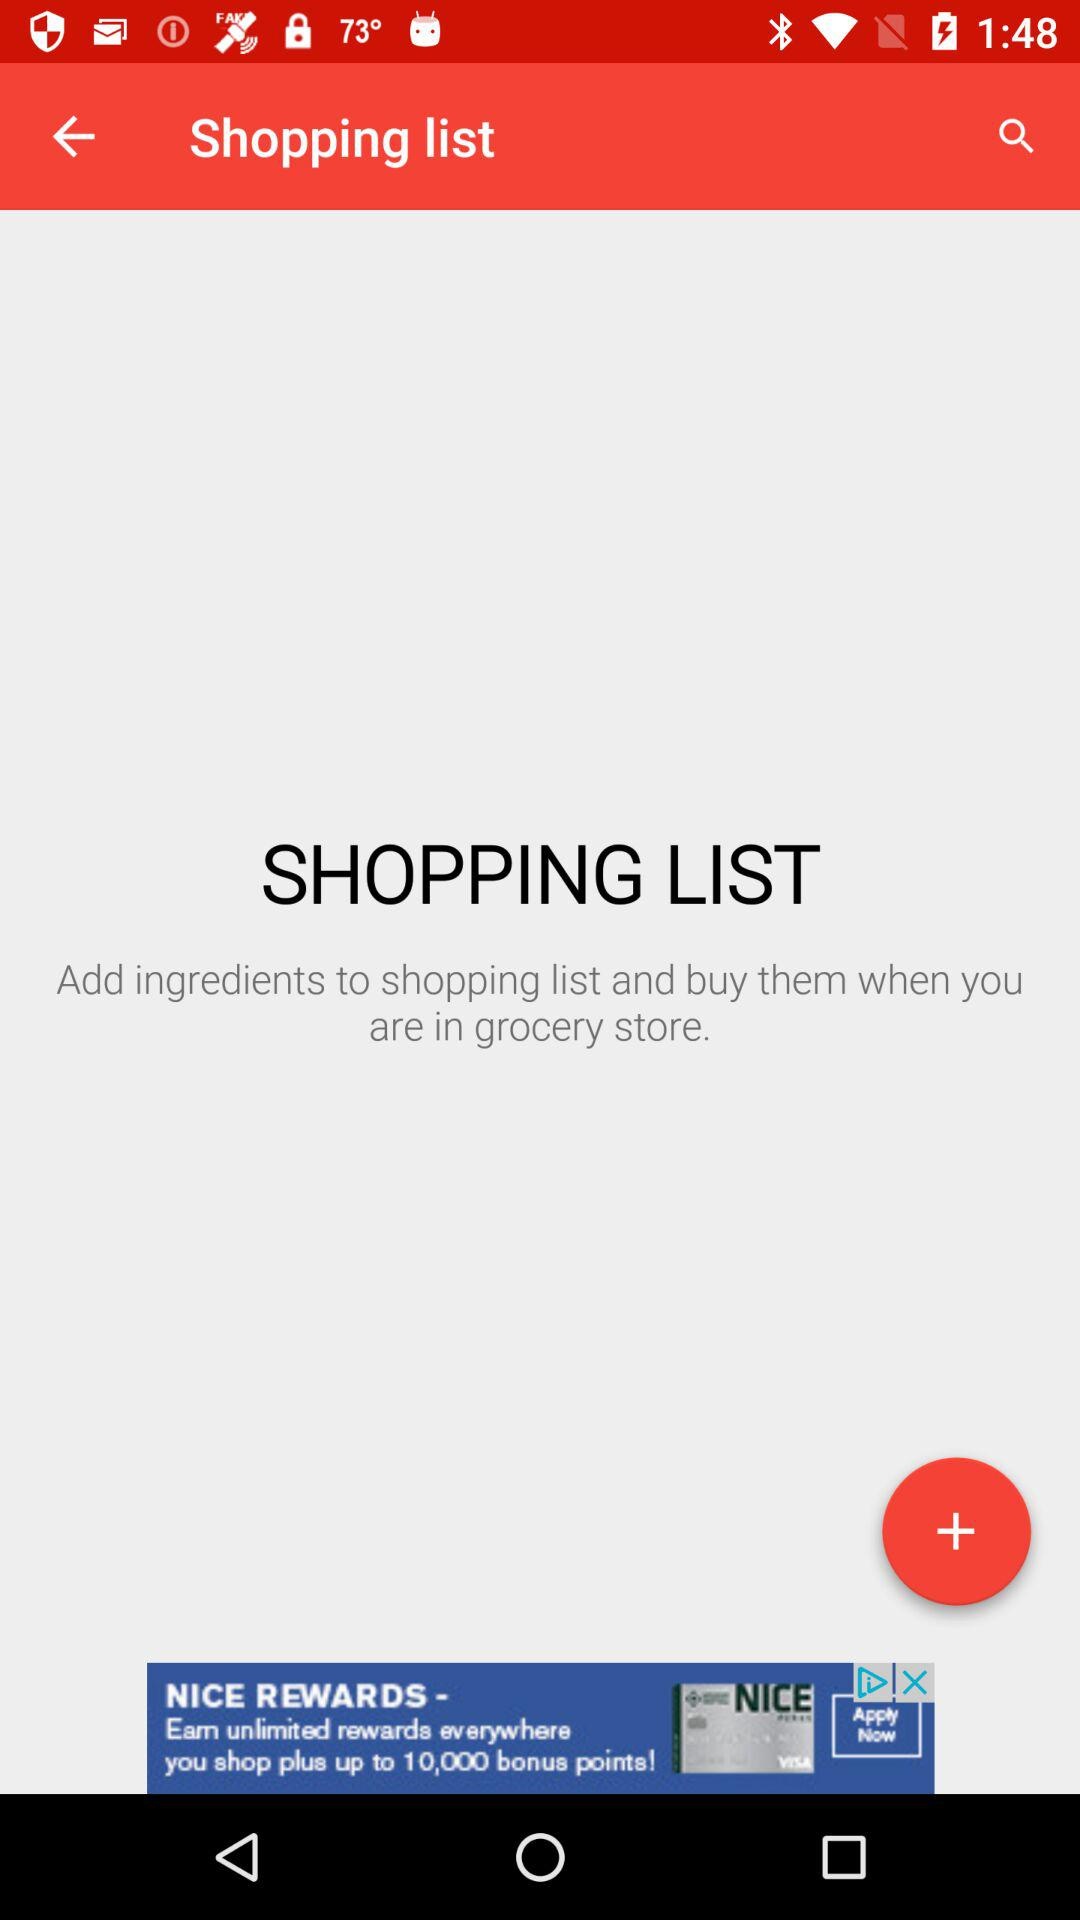 FAKE
73°
1:48
Shopping list
SHOPPING LIST
Add ingredients to shopping list and buy them when you
are in grocery store.
NICE REWARDS -
Earn unlimited rewards everywhere
you shop plus up to 10,000 bonus points!
NICE
VISA
Apply
Now